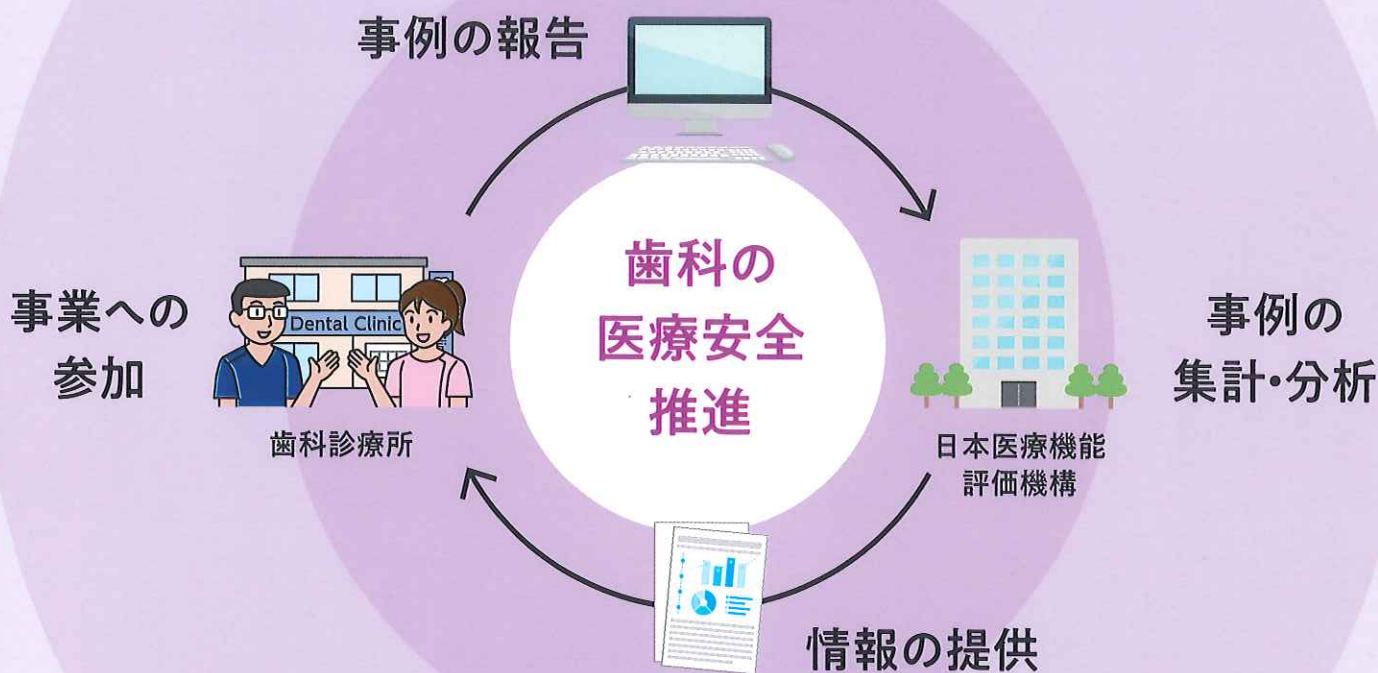 事例の報告
歯科の
医療安全
推進
事業への
参加
Dental Clinic
歯科診療所
事例の
集計・分析
日本医療機能
評価機構
情報の提供